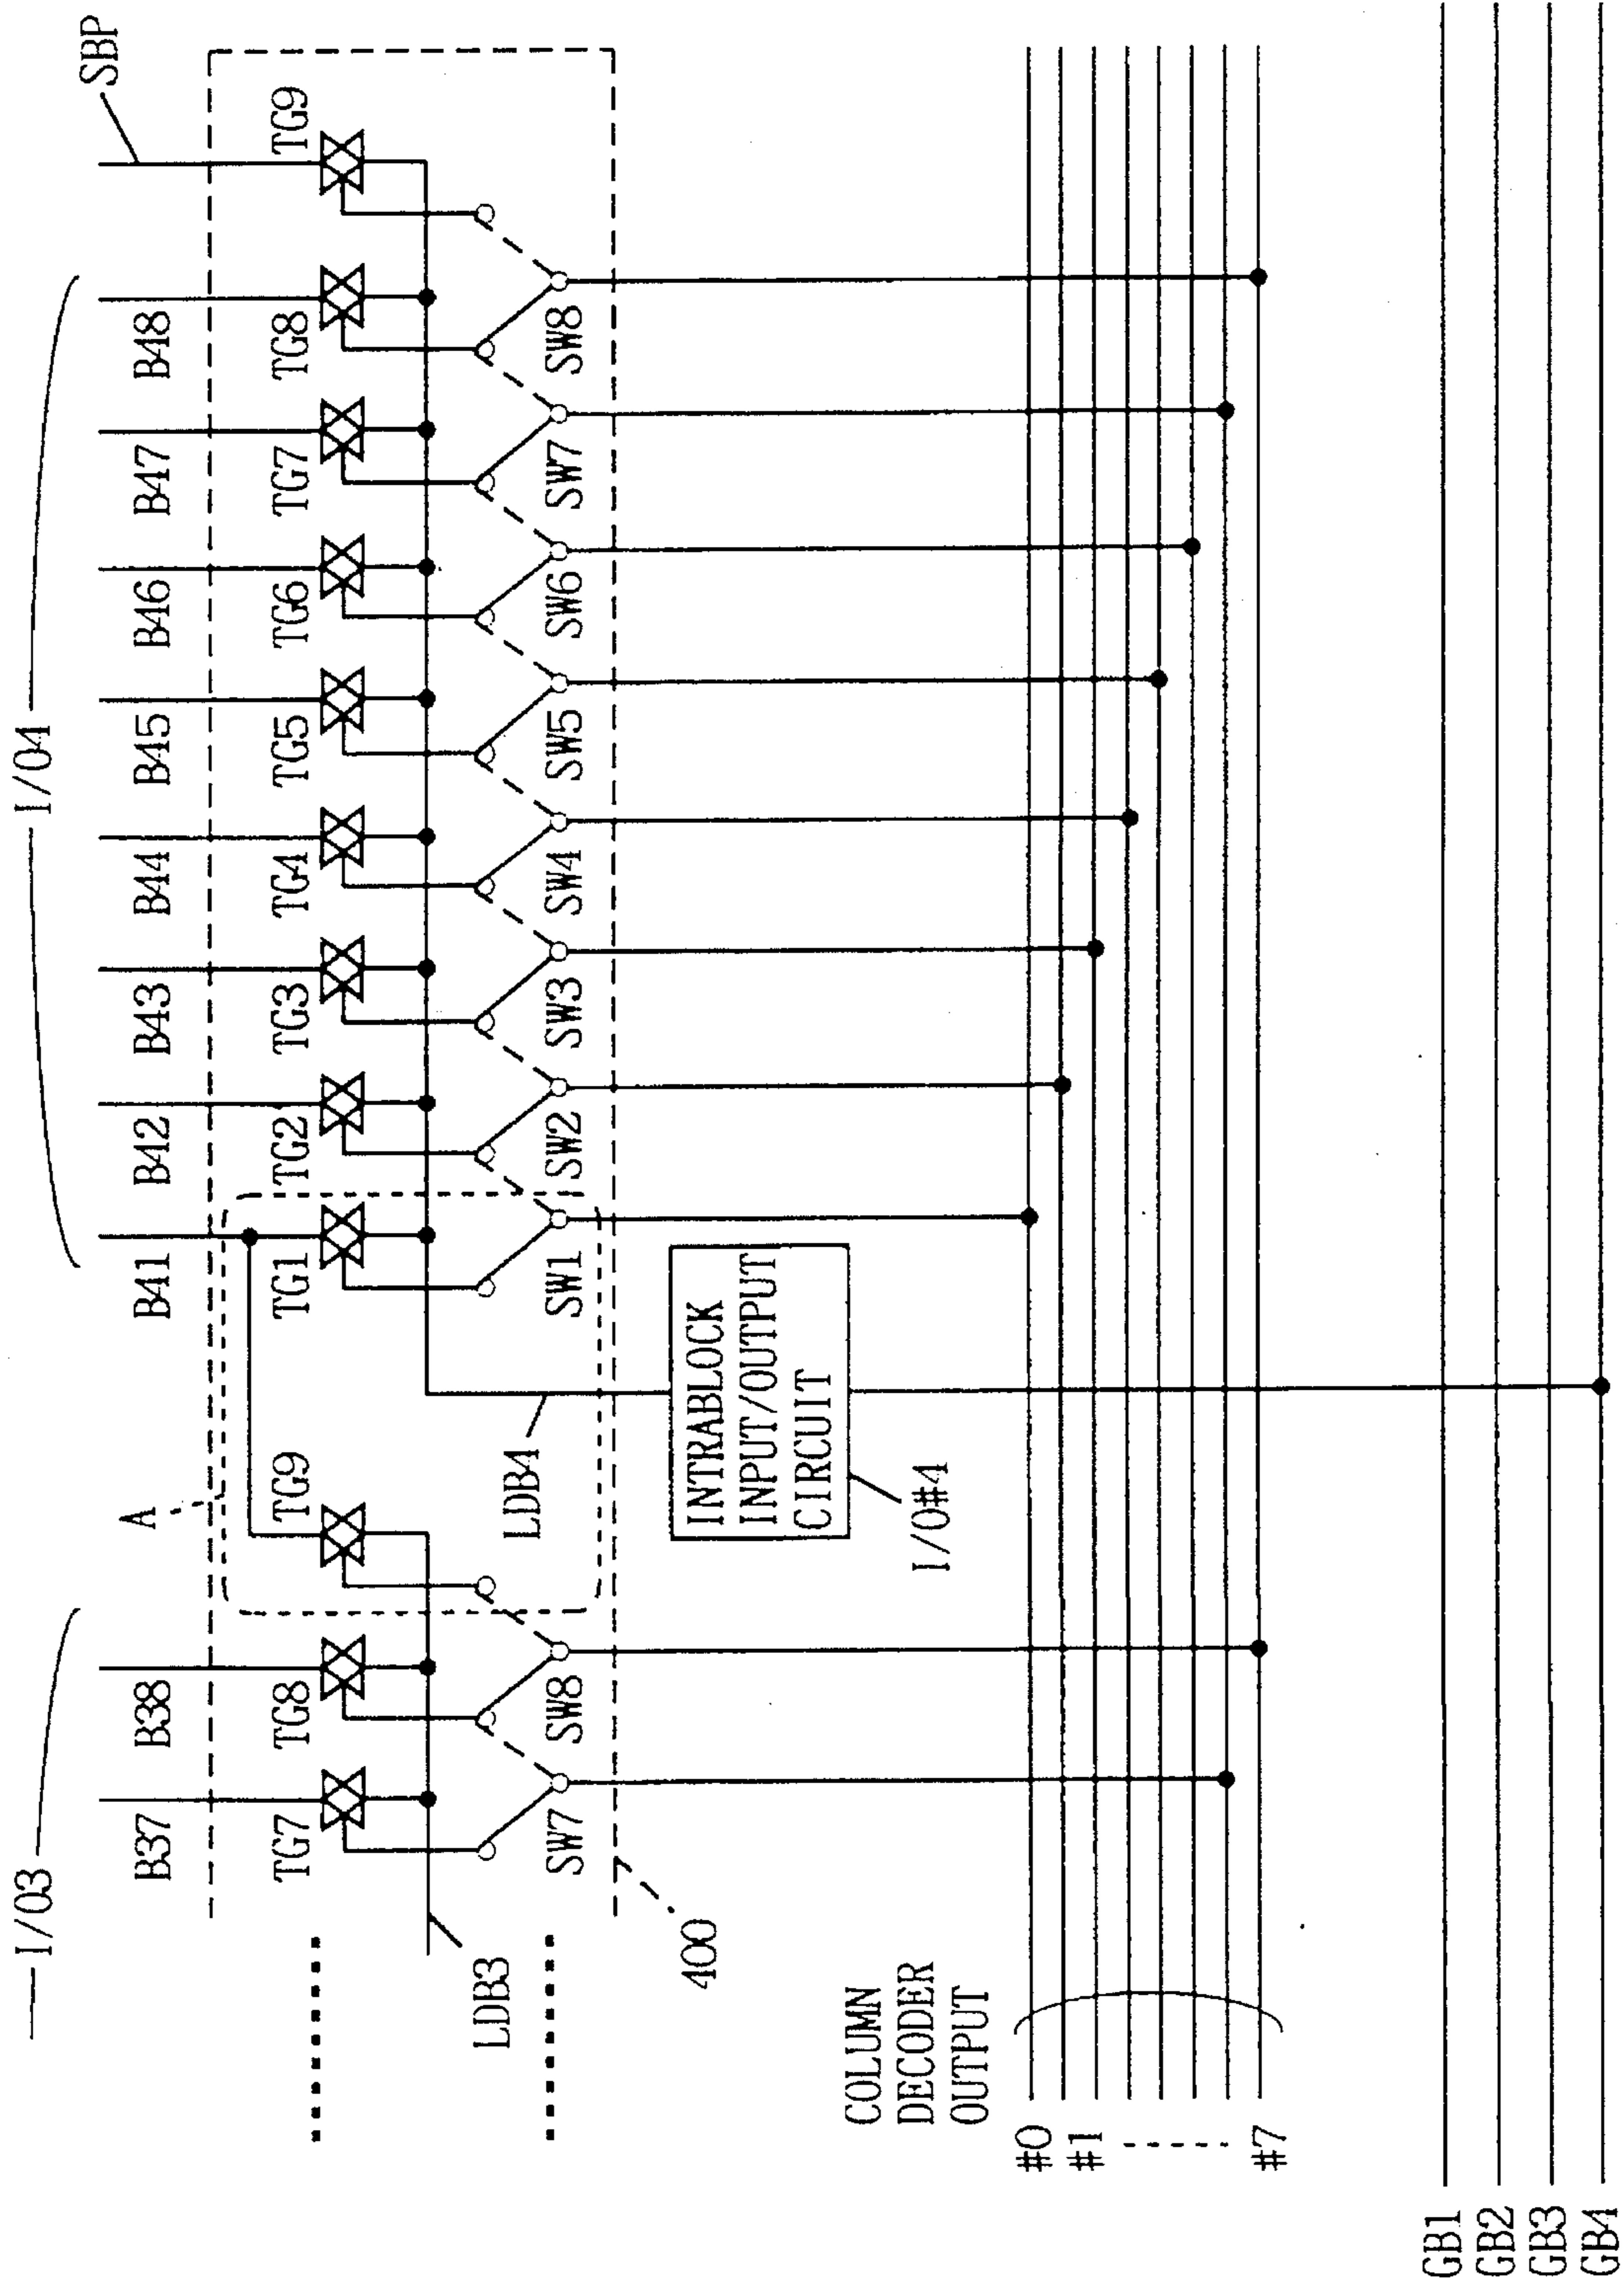 I/O3
I/O4
B37
B38
B41
B42
B43
B44
B45
B46
B47
B48
SBP
A
TG7
TG8
TG9
TG1
TG2
TG3
TG4
TG5
TG6
TG7
TG8
TG9
LDB3
LDB4
SW7
SW8
SW1
SW2
SW3
SW4
SW5
SW6
SW7
SW8
400
INTRABLOCK
INPUT/OUTPUT
CIRCUIT
I/O#4
COLUMN
DECODER
OUTPUT
#0
#1
#7
GB1
GB2
GB3
GB4